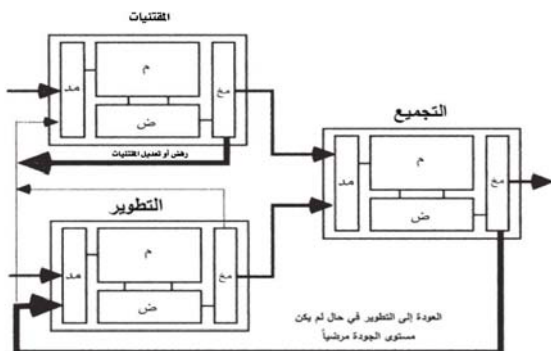 المقتنيات
مد
م
ض
مخ
رفض أو تعديل المقتنيات
التجميع
مد
م
ض
مخ
التطوير
مد
م
ض
مخ
العودة إلى التطوير في حال لم يكن
مستوى الجودة مرضياً